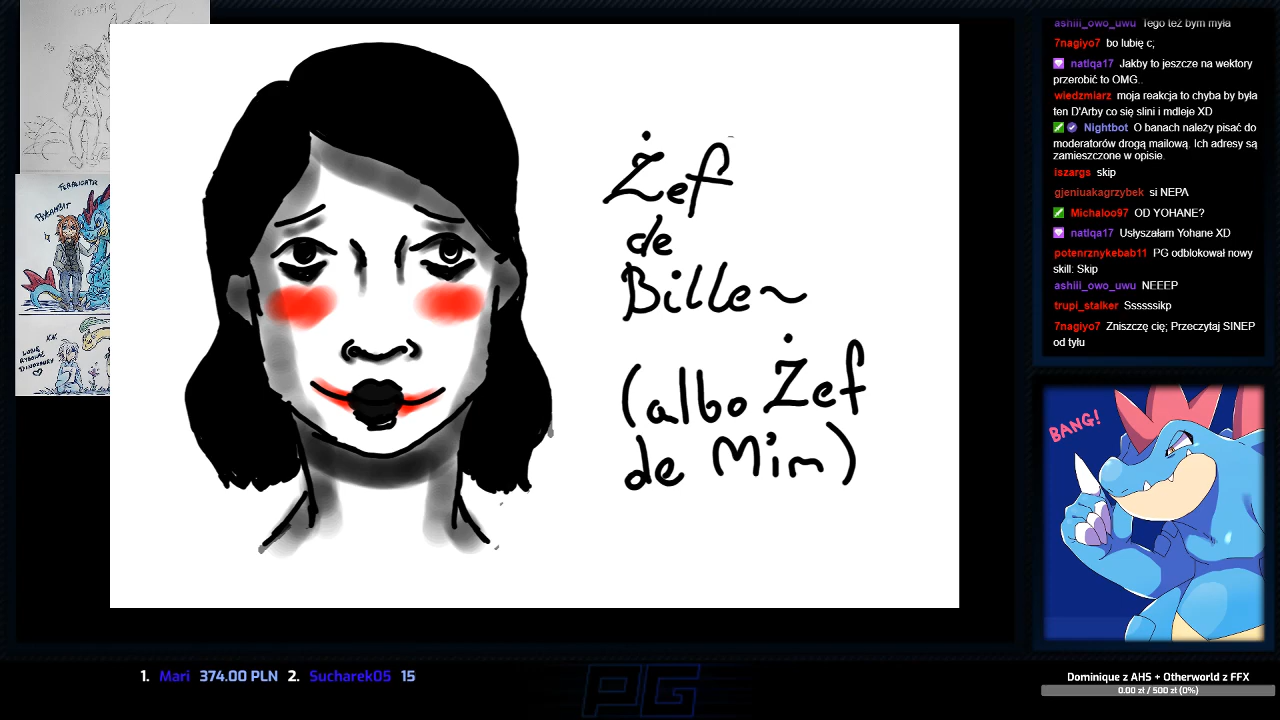 FERALIGATR
BANG!
Żef
de
Bille~
(albo Żef
de Mim)
ashiii_owo_uwu Tego też bym myła
7nagiyo7 bo lubię c;
natiqa17 Jakby to jeszcze na wektory
przerobić to OMG..
wiedzmiarz moja reakcja to chyba by była
ten D'Arby co się slini i mdleje XD
Nightbot O banach należy pisać do
moderatorów drogą mailową. Ich adresy są
zamieszczone w opisie.
iszargs skip
gjeniuakagrzybek si NEPA
Michaloo97 OD YOHANE?
natiqa17 Usłyszałam Yohane XD
potenrznykebab11 PG odblokował nowy
skill: Skip
ashiii_owo_uwu NEEEP
trupi_stalker Ssssssikp
7nagiyo7 Zniszczę cię; Przeczytaj SINEP
od tyłu
1. Mari 374.00 PLN 2. Sucharek05 15
PG
Dominique z AHS + Otherworld z FFX
0.00 zł / 500 zł (0%)